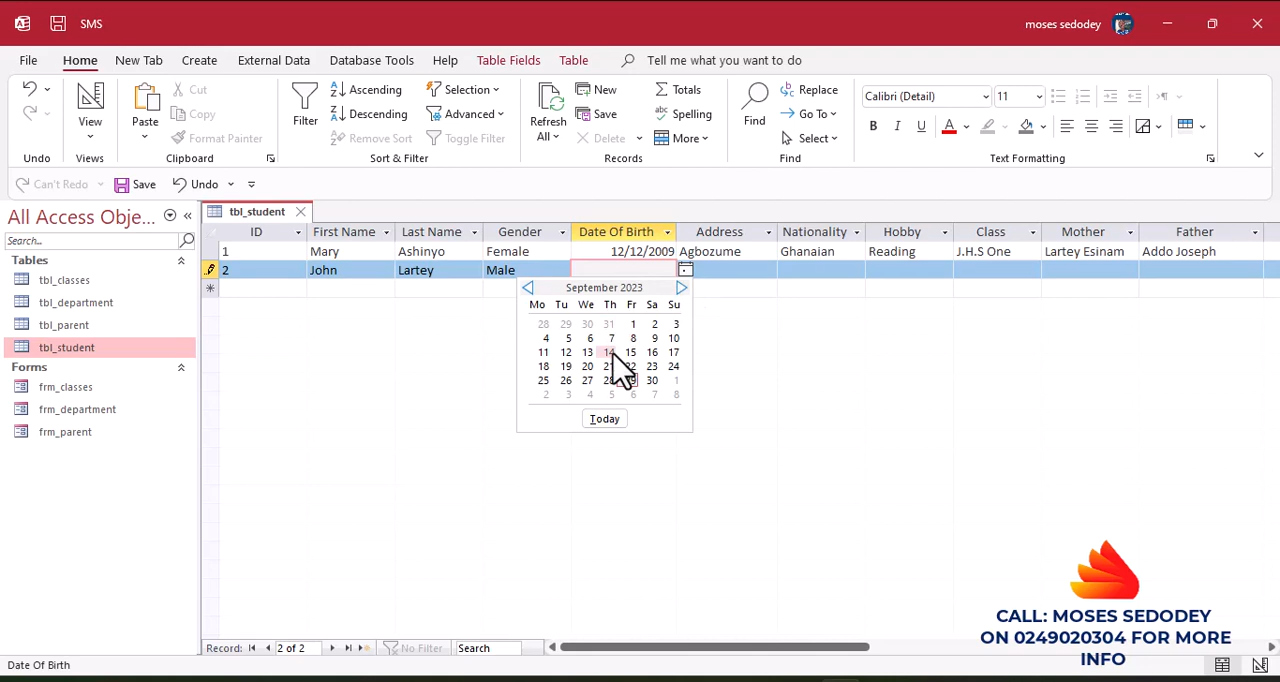 SMS
moses sedodey
File Home New Tab Create External Data Database Tools Help Table Fields Table Tell me what you want to do
View
Paste
Cut
Copy
Format Painter
Filter
Ascending
Descending
Remove Sort
Selection
Advanced
Toggle Filter
Refresh
All
New
Save
Delete
Totals
Spelling
More
Find
Replace
Go To
Select
Calibri (Detail) 11
B I U A
Undo Views Clipboard Sort & Filter Records Find Text Formatting
Can't Redo Save Undo
All Access Obje...
Search...
Tables
tbl_classes
tbl_department
tbl_parent
tbl_student
Forms
frm_classes
frm_department
frm_parent
tbl_student
ID First Name Last Name Gender Date Of Birth Address Nationality Hobby Class Mother Father
1 Mary Ashinyo Female 12/12/2009 Agbozume Ghanaian Reading J.H.S One Lartey Esinam Addo Joseph
2 John Lartey Male
September 2023
Mo Tu We Th Fr Sa Su
28 29 30 31 1 2 3
4 5 6 7 8 9 10
11 12 13 14 15 16 17
18 19 20 21 22 23 24
25 26 27 28 29 30 1
2 3 4 5 6 7 8
Today
CALL: MOSES SEDODEY
ON 0249020304 FOR MORE
INFO
Record: 2 of 2 No Filter Search
Date Of Birth